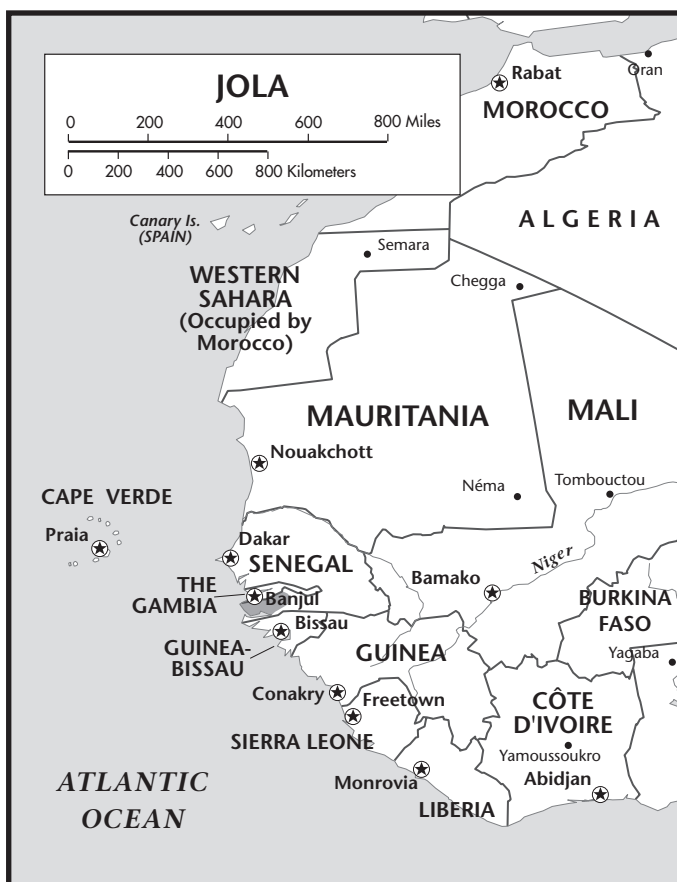 JOLA
0 200 400 600 800 Miles
0 200 400 600 800 Kilometers
Rabat
Oran
MOROCCO
Canary Is.
(SPAIN)
ALGERIA
Semara
Chegga
WESTERN
SAHARA
(Occupied by
Morocco)
MAURITANIA
MALI
Nouakchott
Néma
Tombouctou
CAPE VERDE
Praia
Dakar
SENEGAL
Niger
Bamako
THE
GAMBIA
Banjul
BURKINA
FASO
Bissau
GUINEA-
BISSAU
GUINEA
Yagaba
Conakry
Freetown
CÔTE
D'IVOIRE
SIERRA LEONE
Yamoussoukro
Abidjan
Monrovia
LIBERIA
ATLANTIC
OCEAN